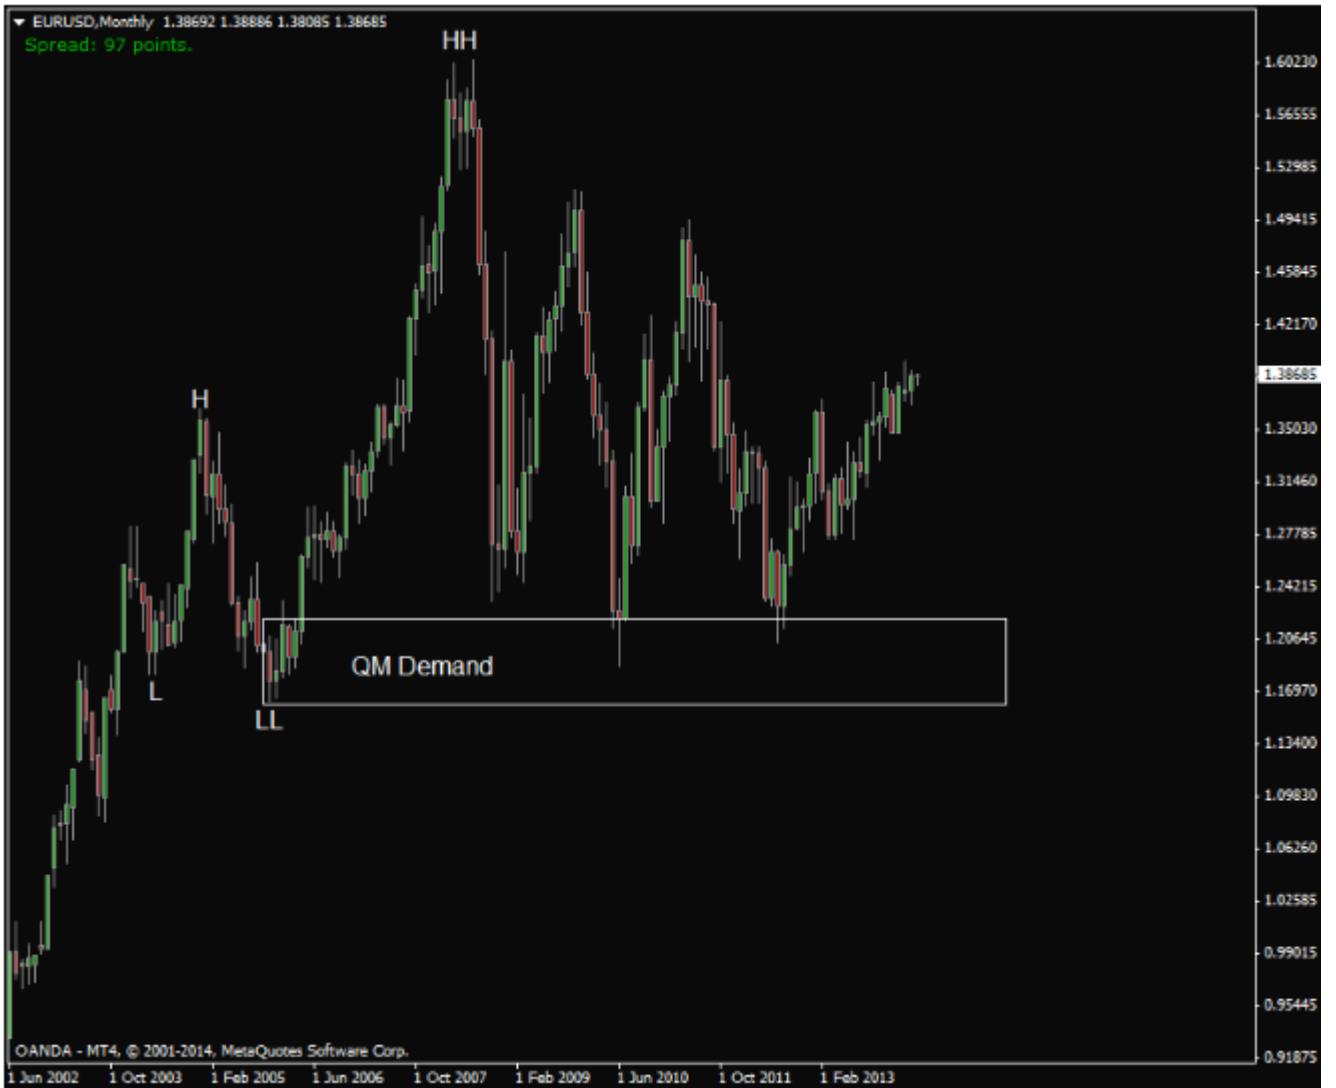 EURUSD,Monthly 1.38692 1.38886 1.38085 1.38685
Spread: 97 points.
HH
1.60230
1.56555
1.52985
1.49415
1.45845
1.42170
1.38685
H
1.35030
1.31460
1.27785
1.24215
1.20645
QM Demand
L
1.16970
LL
1.13400
1.09830
1.06260
1.02585
0.99015
0.95445
OANDA - MT4, © 2001-2014, MetaQuotes Software Corp.
0.91875
1 Jun 2002 1 Oct 2003 1 Feb 2005 1 Jun 2006 1 Oct 2007 1 Feb 2009 1 Jun 2010 1 Oct 2011 1 Feb 2013